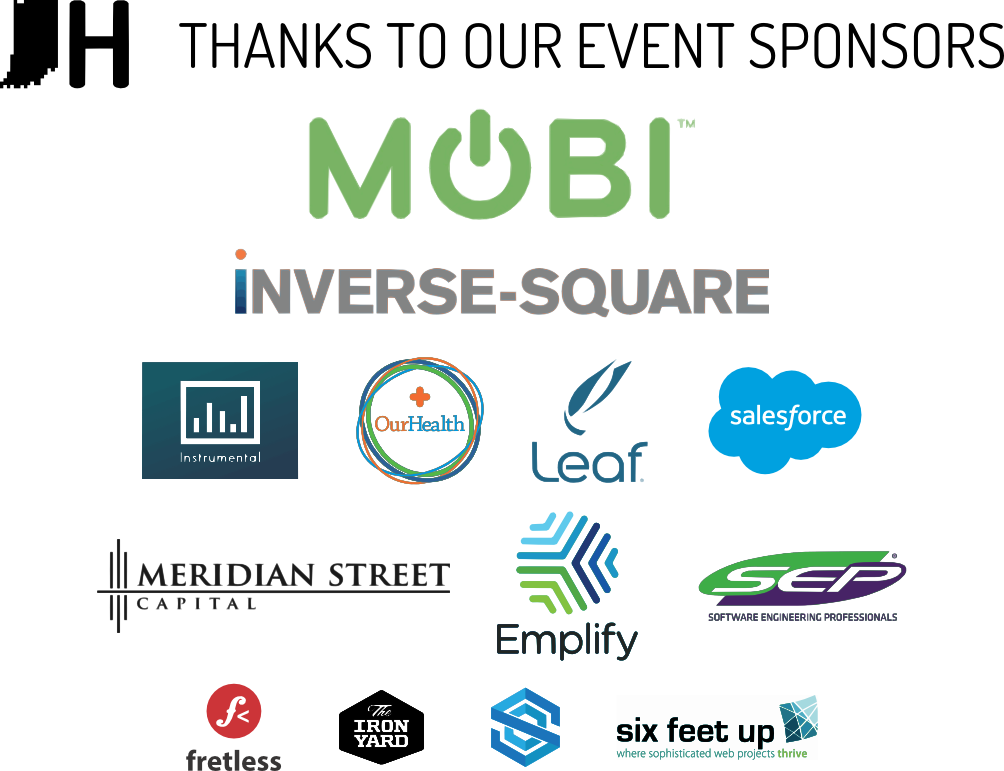 H THANKS TO OUR EVENT SPONSORS
MOBI™
iNVERSE-SQUARE
Instrumental
OurHealth
Leaf
salesforce
MERIDIAN STREET
CAPITAL
Emplify
SEP®
SOFTWARE ENGINEERING PROFESSIONALS
fretless
The
IRON
YARD
six feet up
where sophisticated web projects thrive